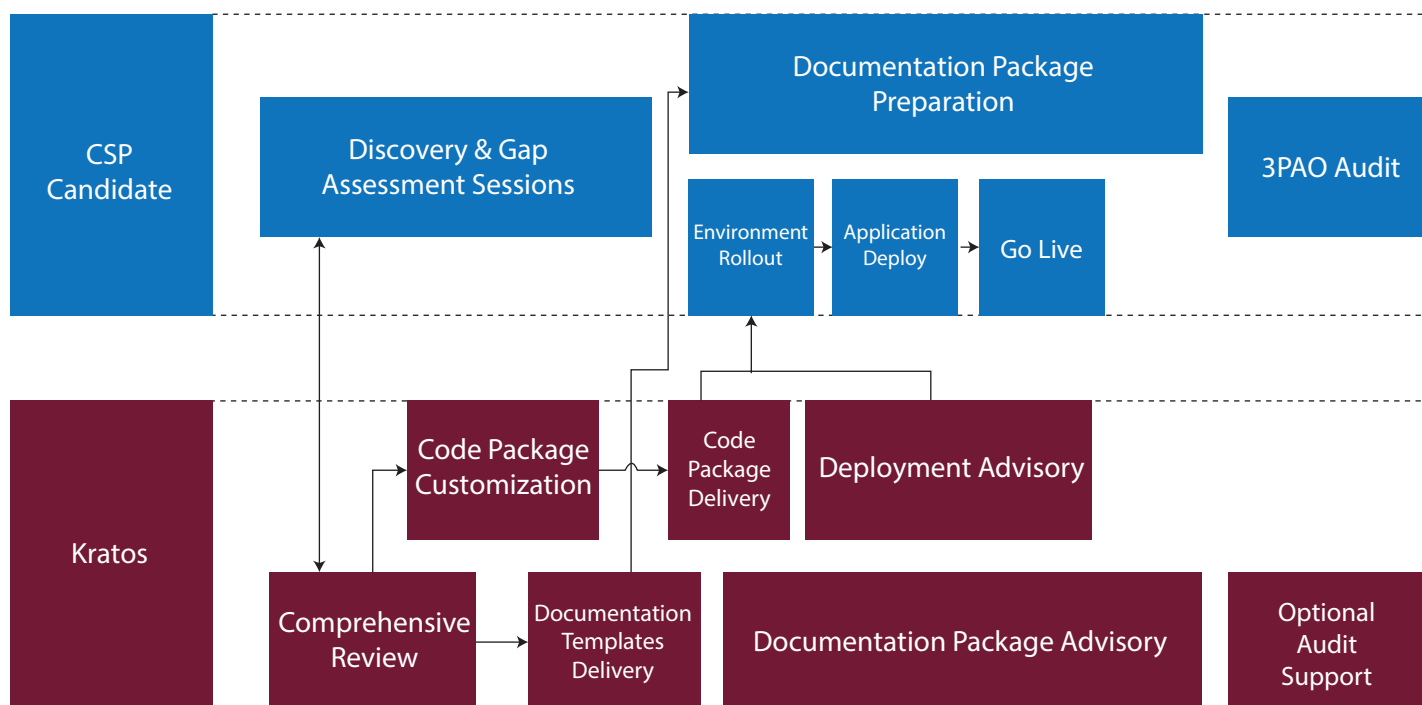 CSP
Candidate
Discovery & Gap
Assessment Sessions
Documentation Package
Preparation
3PAO Audit
Environment
Rollout
Application
Deploy
Go Live
Kratos
Code Package
Customization
Code
Package
Delivery
Deployment Advisory
Comprehensive
Review
Documentation
Templates
Delivery
Documentation Package Advisory
Optional
Audit
Support